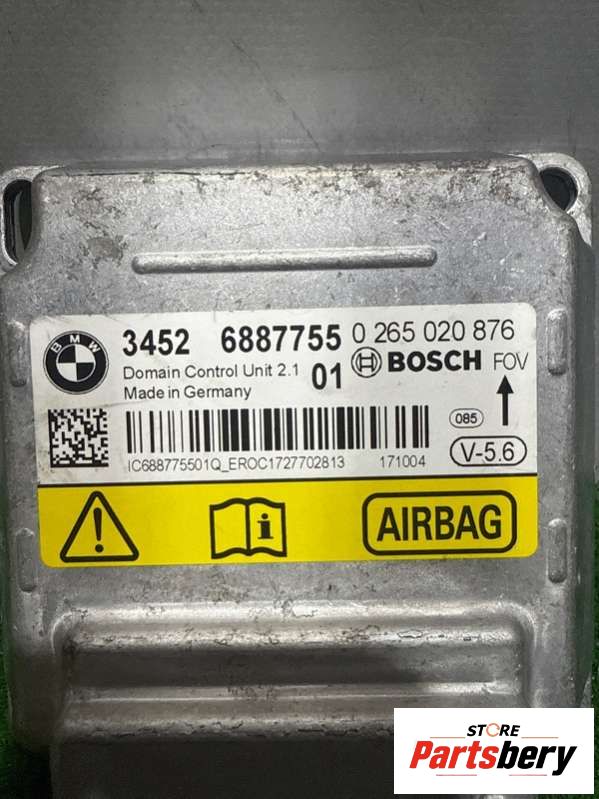 BMW
3452 6887755 0 265 020 876
Domain Control Unit 2.1 01 BOSCH FOV
Made in Germany
085
IC688775501Q_EROC1727702813 171004 V-5.6
i AIRBAG
STORE
Partsbery